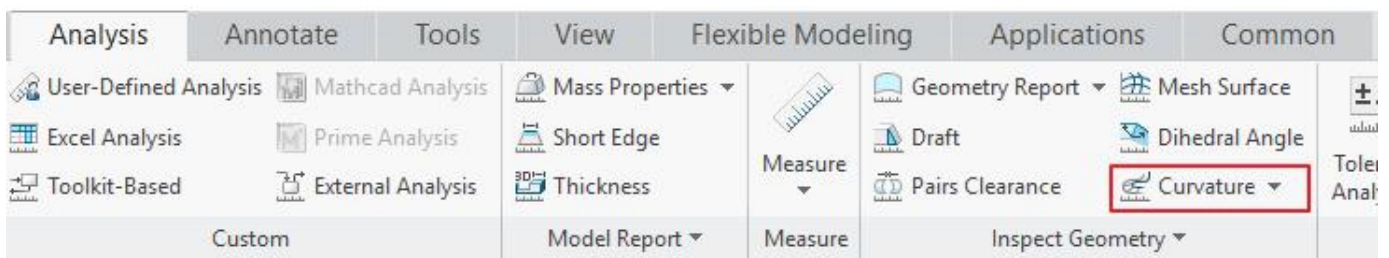 Analysis Annotate Tools View Flexible Modeling Applications Common
User-Defined Analysis Mathcad Analysis Mass Properties Geometry Report Mesh Surface
Excel Analysis Prime Analysis Short Edge Draft Dihedral Angle
Measure
Toolkit-Based External Analysis Thickness Pairs Clearance Curvature
Custom Model Report Measure Inspect Geometry